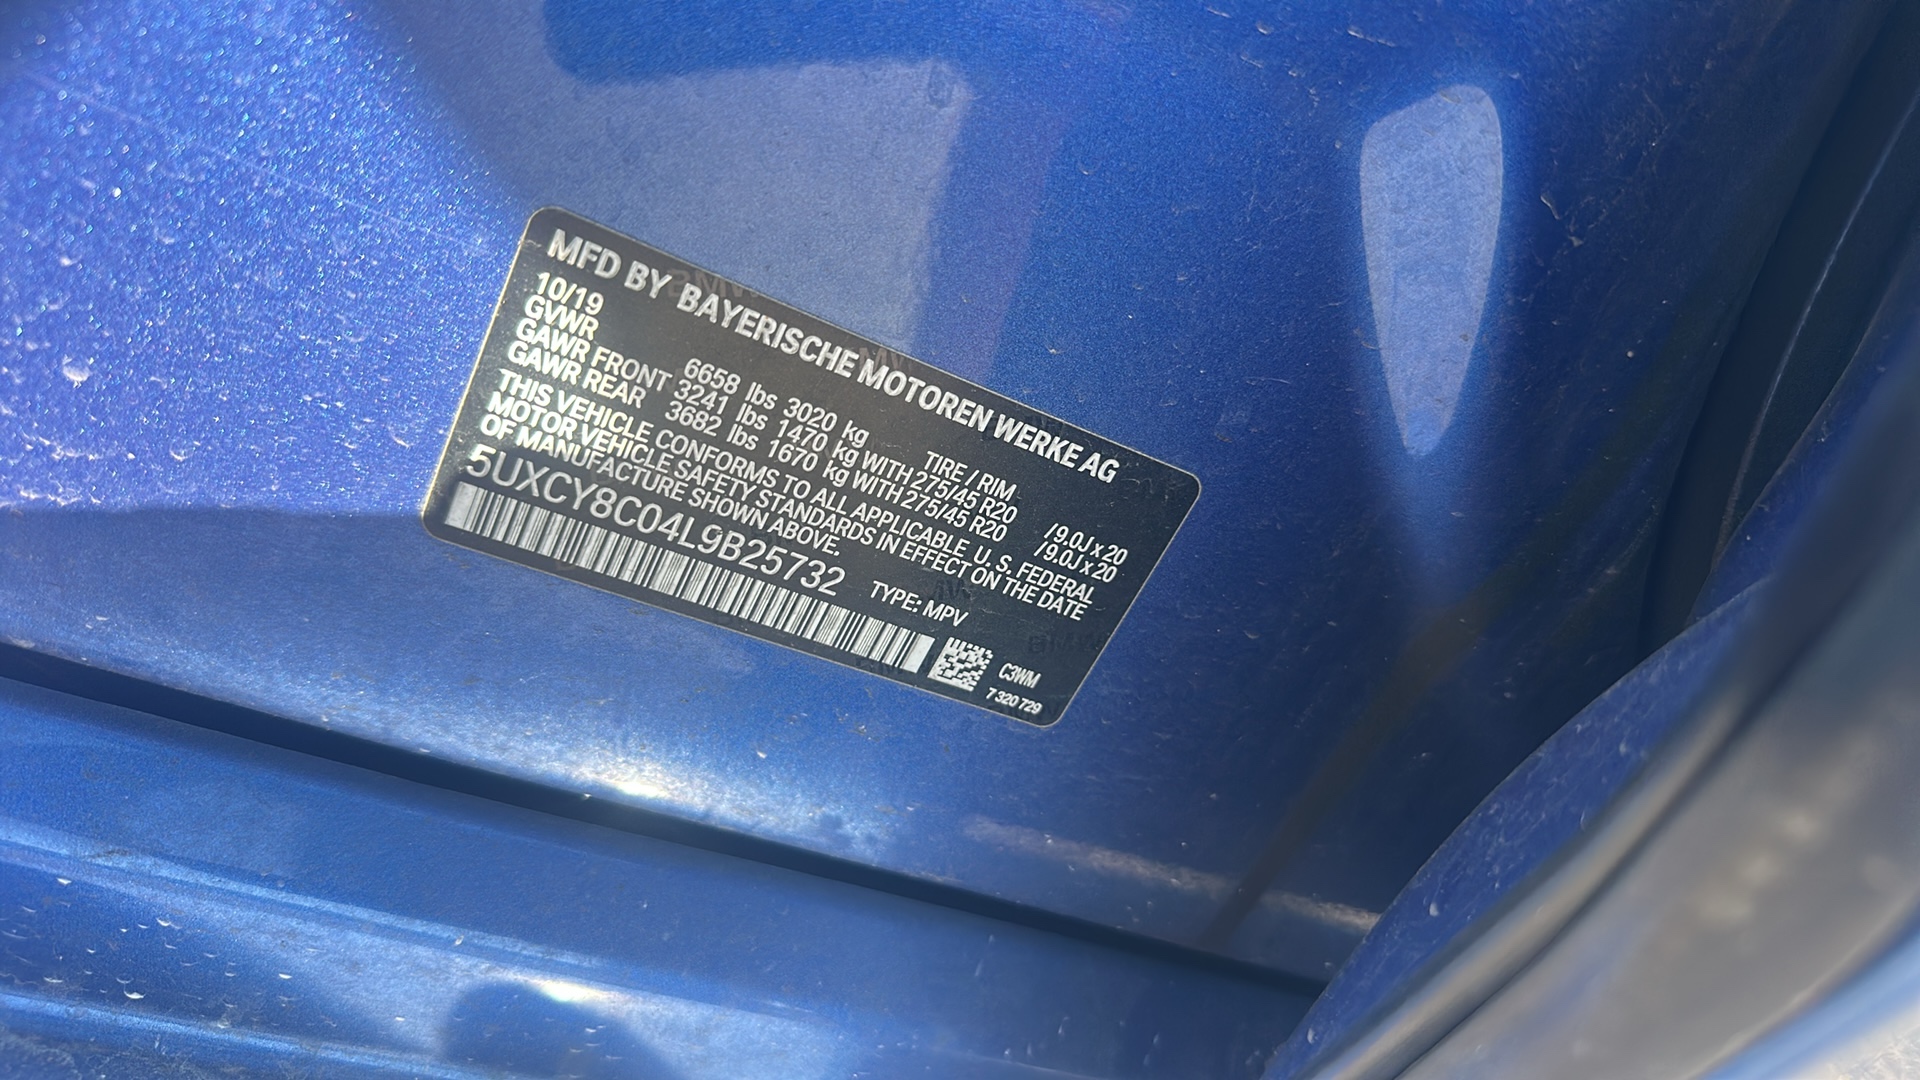 MFD BY BAYERISCHE MOTOREN WERKE AG
10/19
GVWR 6658 lbs 3020 kg TIRE / RIM
GAWR FRONT 3241 lbs 1470 kg WITH 275/45 R20 /9.0J x 20
GAWR REAR 3682 lbs 1670 kg WITH 275/45 R20 /9.0J x 20
THIS VEHICLE CONFORMS TO ALL APPLICABLE U. S. FEDERAL
MOTOR VEHICLE SAFETY STANDARDS IN EFFECT ON THE DATE
OF MANUFACTURE SHOWN ABOVE.
5UXCY8C04L9B25732 TYPE: MPV
C3WM
7 320 729